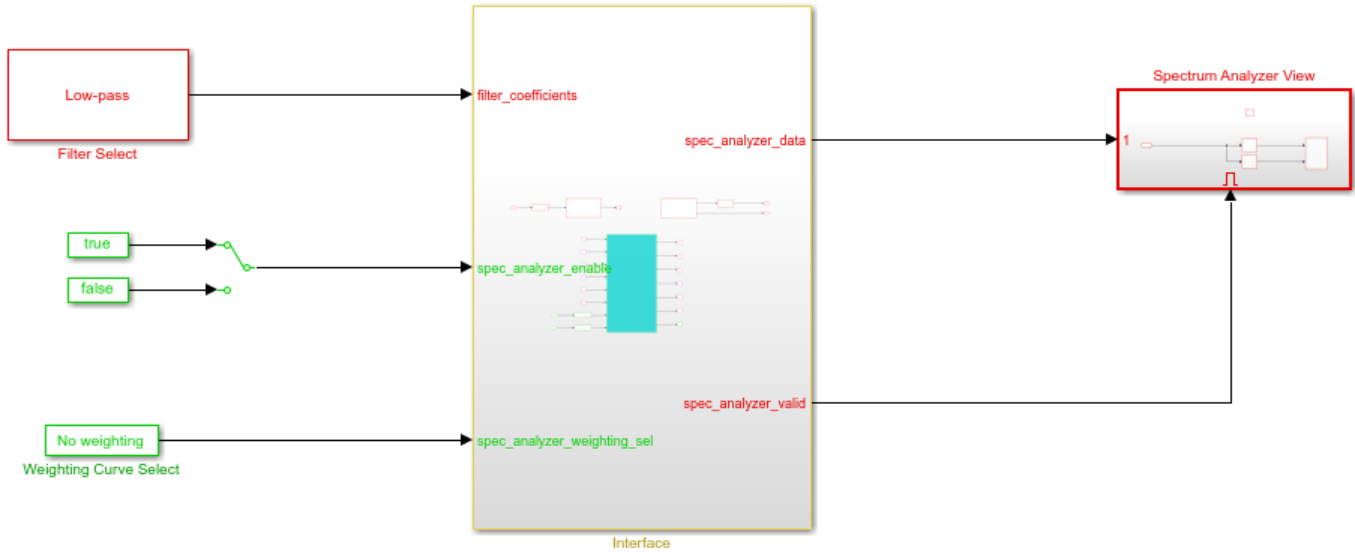 Low-pass
Filter Select
true
false
No weighting
Weighting Curve Select
filter_coefficients
spec_analyzer_enable
spec_analyzer_weighting_sel
spec_analyzer_data
spec_analyzer_valid
Interface
Spectrum Analyzer View
1